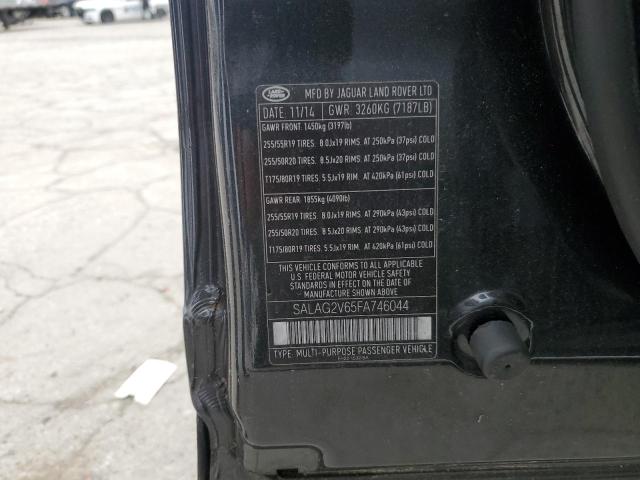 LAND ROVER MFD BY JAGUAR LAND ROVER LTD
DATE: 11/14 GWR. 3260KG (7187LB)
GAWR FRONT: 1450kg (3197lb)
255/55R19 TIRES. 8.0Jx19 RIMS. AT 250kPa (37psi) COLD
255/50R20 TIRES. 8.5Jx20 RIMS. AT 250kPa (37psi) COLD
T175/80R19 TIRES. 5.5Jx19 RIM. AT 420kPa (61psi) COLD
GAWR REAR: 1855kg (4090lb)
255/55R19 TIRES. 8.0Jx19 RIMS. AT 290kPa (43psi) COLD
255/50R20 TIRES. 8.5Jx20 RIMS. AT 290kPa (43psi) COLD
T175/80R19 TIRES. 5.5Jx19 RIM. AT 420kPa (61psi) COLD
THIS VEHICLE CONFORMS TO ALL APPLICABLE
U.S. FEDERAL MOTOR VEHICLE SAFETY
STANDARDS IN EFFECT ON THE DATE OF
MANUFACTURE SHOWN ABOVE.
SALAG2V65FA746044
TYPE: MULTI-PURPOSE PASSENGER VEHICLE